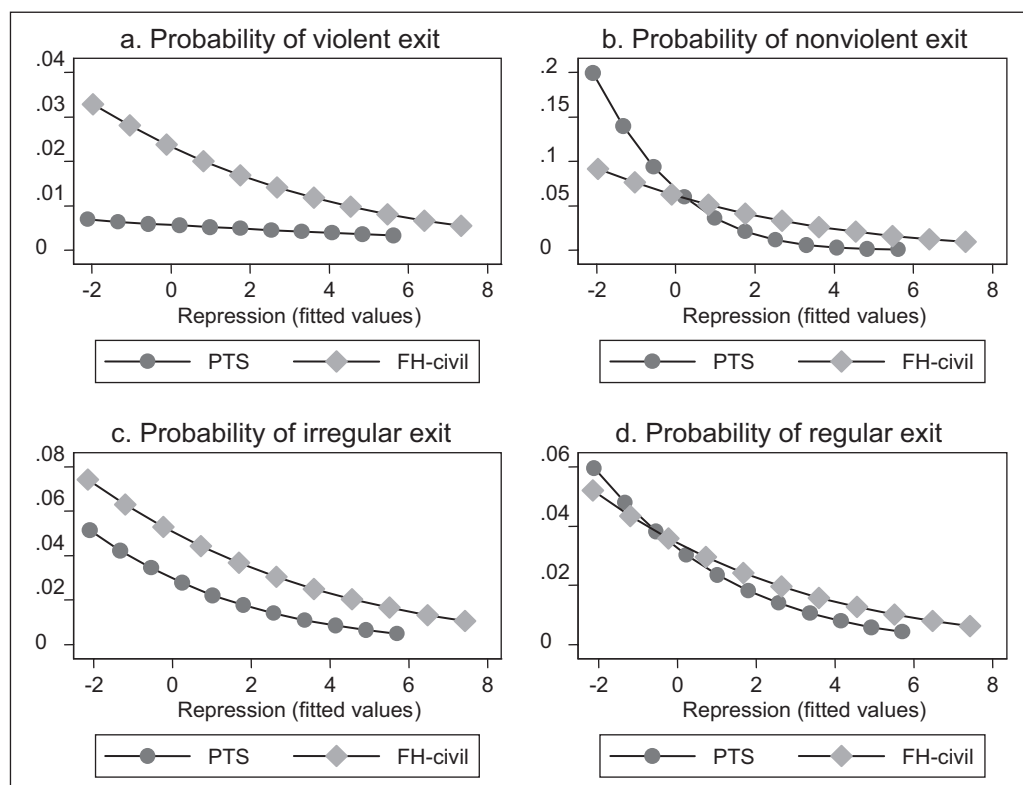 a. Probability of violent exit
.04
.03
.02
.01
0
-2 0 2 4 6 8
Repression (fitted values)
PTS FH-civil
b. Probability of nonviolent exit
.2
.15
.1
.05
0
-2 0 2 4 6 8
Repression (fitted values)
PTS FH-civil
c. Probability of irregular exit
.08
.06
.04
.02
0
-2 0 2 4 6 8
Repression (fitted values)
PTS FH-civil
d. Probability of regular exit
.06
.04
.02
0
-2 0 2 4 6 8
Repression (fitted values)
PTS FH-civil